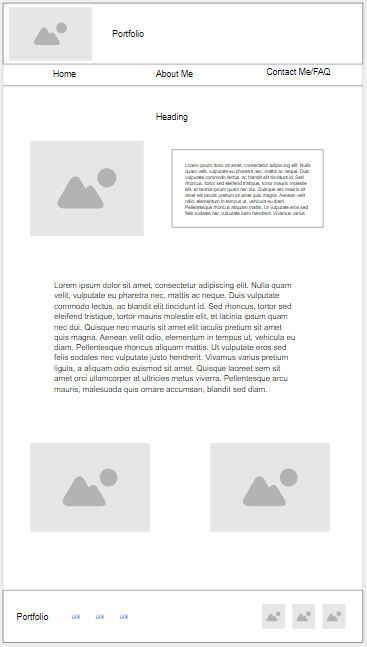 Portfolio
Home
About Me
Contact Me/FAQ
Heading
Lorem ipsum dolor sit amet, consectetur adipiscing elit. Nulla
quam velit, vulputate eu pharetra nec, mattis ac neque. Duis
vulputate commodo lectus, ac blandit elit tincidunt id. Sed
rhoncus, tortor sed eleifend tristique, tortor mauris molestie
elit, et lacinia ipsum quam nec dui. Quisque nec mauris sit
amet elit iaculis pretium sit amet quis magna. Aenean velit
odio, elementum in tempus ut, vehicula eu diam.
Pellentesque rhoncus aliquam mattis. Ut vulputate eros sed
felis sodales nec vulputate justo hendrerit. Vivamus varius
Lorem ipsum dolor sit amet, consectetur adipiscing elit. Nulla quam
velit, vulputate eu pharetra nec, mattis ac neque. Duis vulputate
commodo lectus, ac blandit elit tincidunt id. Sed rhoncus, tortor sed
eleifend tristique, tortor mauris molestie elit, et lacinia ipsum quam
nec dui. Quisque nec mauris sit amet elit iaculis pretium sit amet
quis magna. Aenean velit odio, elementum in tempus ut, vehicula eu
diam. Pellentesque rhoncus aliquam mattis. Ut vulputate eros sed
felis sodales nec vulputate justo hendrerit. Vivamus varius pretium
ligula, a aliquam odio euismod sit amet. Quisque laoreet sem sit
amet orci ullamcorper at ultricies metus viverra. Pellentesque arcu
mauris, malesuada quis ornare accumsan, blandit sed diam.
Portfolio
Link
Link
Link